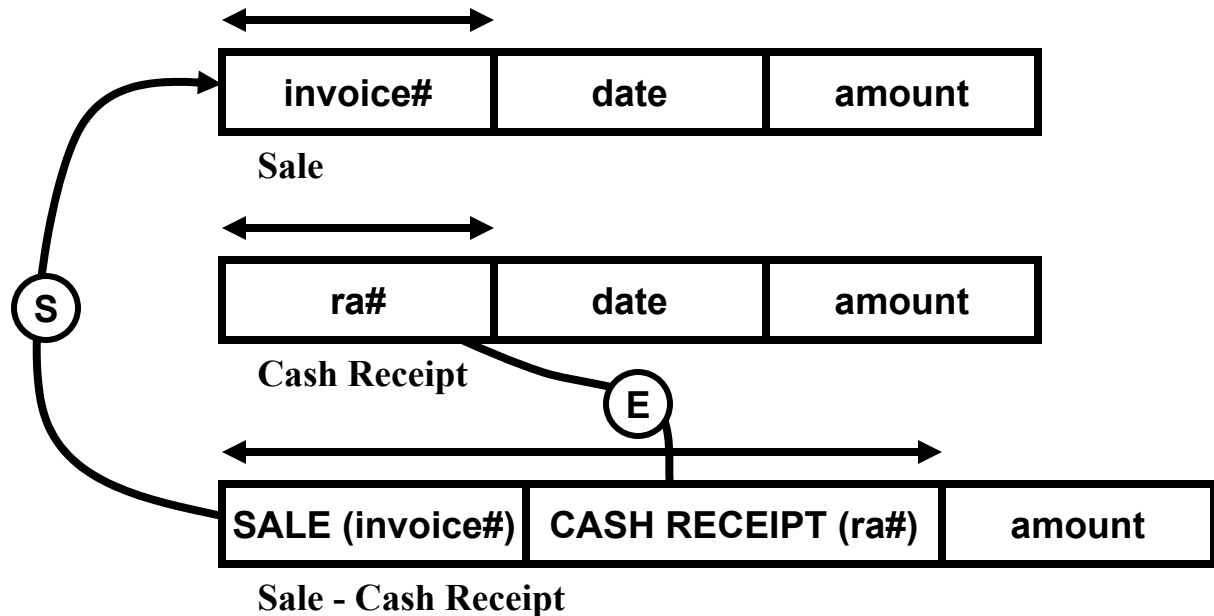 invoice# date amount
Sale
ra# date amount
Cash Receipt
S
E
SALE (invoice#) CASH RECEIPT (ra#) amount
Sale - Cash Receipt